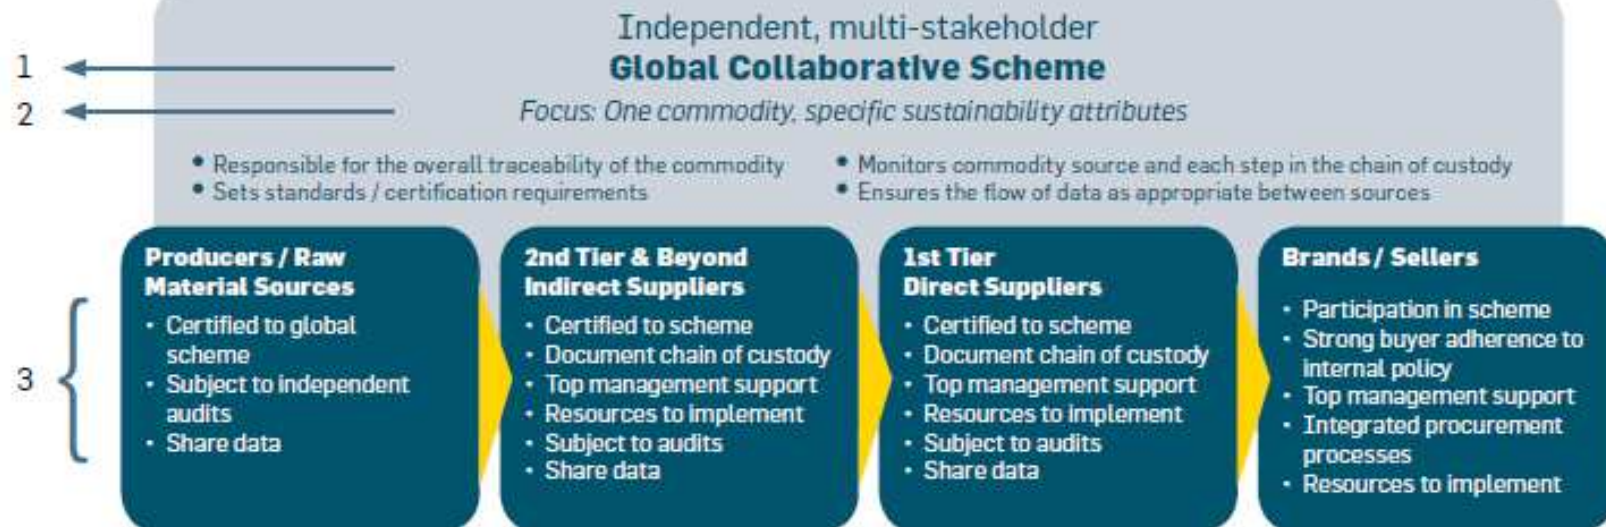 Independent, multi-stakeholder
1
Global Collaborative Scheme
2
Focus: One commodity, specific sustainability attributes
• Responsible for the overall traceability of the commodity
• Sets standards / certification requirements
• Monitors commodity source and each step in the chain of custody
• Ensures the flow of data as appropriate between sources
3
Producers / Raw
Material Sources
• Certified to global
scheme
• Subject to independent
audits
• Share data
2nd Tier & Beyond
Indirect Suppliers
• Certified to scheme
• Document chain of custody
• Top management support
• Resources to implement
• Subject to audits
• Share data
1st Tier
Direct Suppliers
• Certified to scheme
• Document chain of custody
• Top management support
• Resources to implement
• Subject to audits
• Share data
Brands / Sellers
• Participation in scheme
• Strong buyer adherence to
internal policy
• Top management support
• Integrated procurement
processes
• Resources to implement